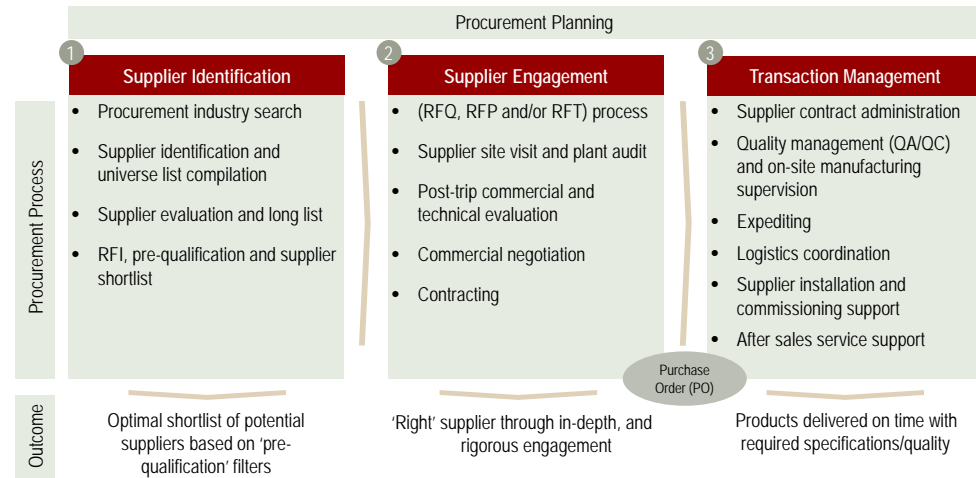 Procurement Planning
1
Supplier Identification
2
Supplier Engagement
3
Transaction Management
Procurement Process
• Procurement industry search
• Supplier identification and
universe list compilation
• Supplier evaluation and long list
• RFI, pre-qualification and supplier
shortlist
• (RFQ, RFP and/or RFT) process
• Supplier site visit and plant audit
• Post-trip commercial and
technical evaluation
• Commercial negotiation
• Contracting
• Supplier contract administration
• Quality management (QA/QC)
and on-site manufacturing
supervision
• Expediting
• Logistics coordination
• Supplier installation and
commissioning support
• After sales service support
Purchase
Order (PO)
Outcome
Optimal shortlist of potential
suppliers based on ‘pre-
qualification’ filters
‘Right’ supplier through in-depth, and
rigorous engagement
Products delivered on time with
required specifications/quality